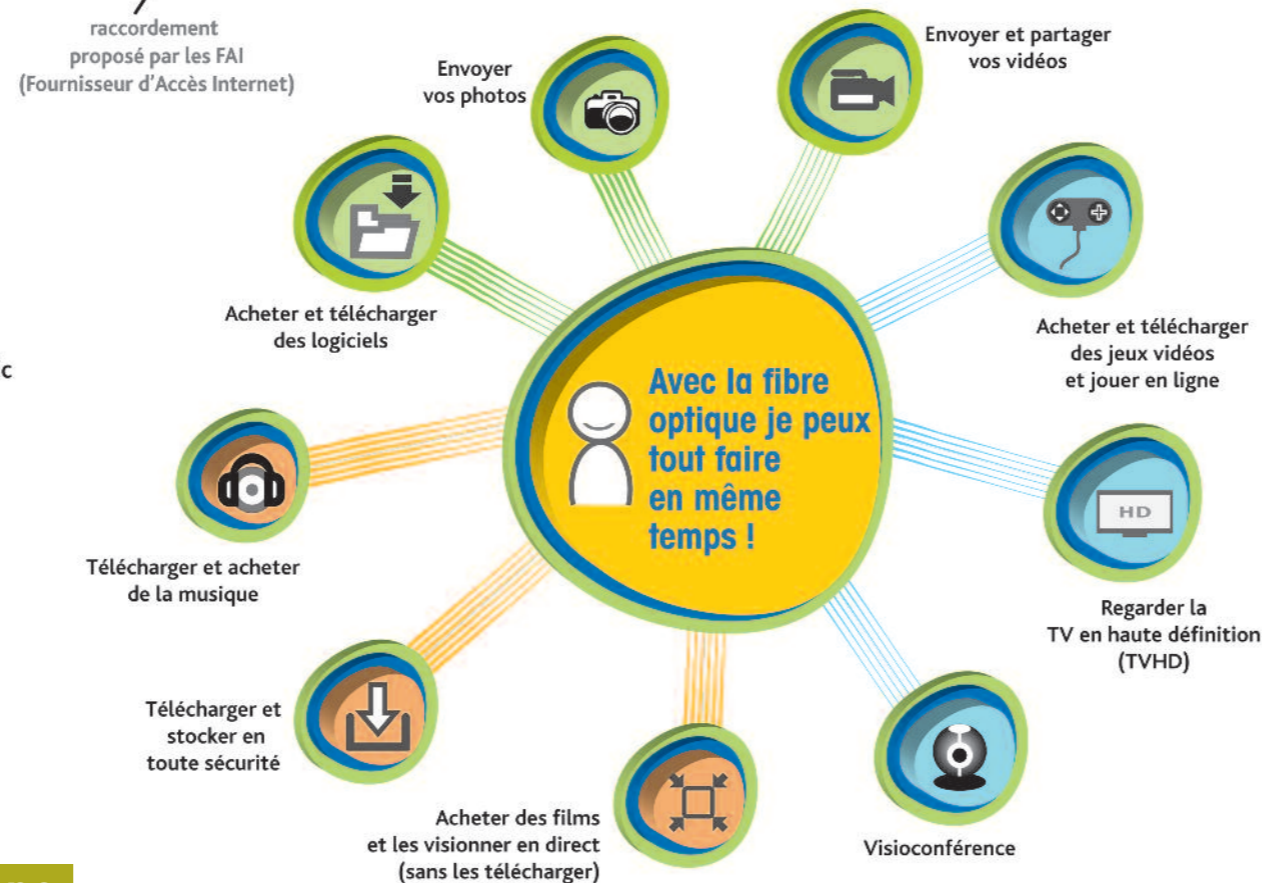 raccordement
proposé par les FAI
(Fournisseur d'Accès Internet)
Envoyer
vos photos
Envoyer et partager
vos vidéos
Acheter et télécharger
des logiciels
Acheter et télécharger
des jeux vidéos
et jouer en ligne
c
Avec la fibre
optique je peux
tout faire
en même
temps !
HD
Télécharger et acheter
de la musique
Regarder la
TV en haute définition
(TVHD)
Télécharger et
stocker en
toute sécurité
Acheter des films
et les visionner en direct
(sans les télécharger)
Visioconférence